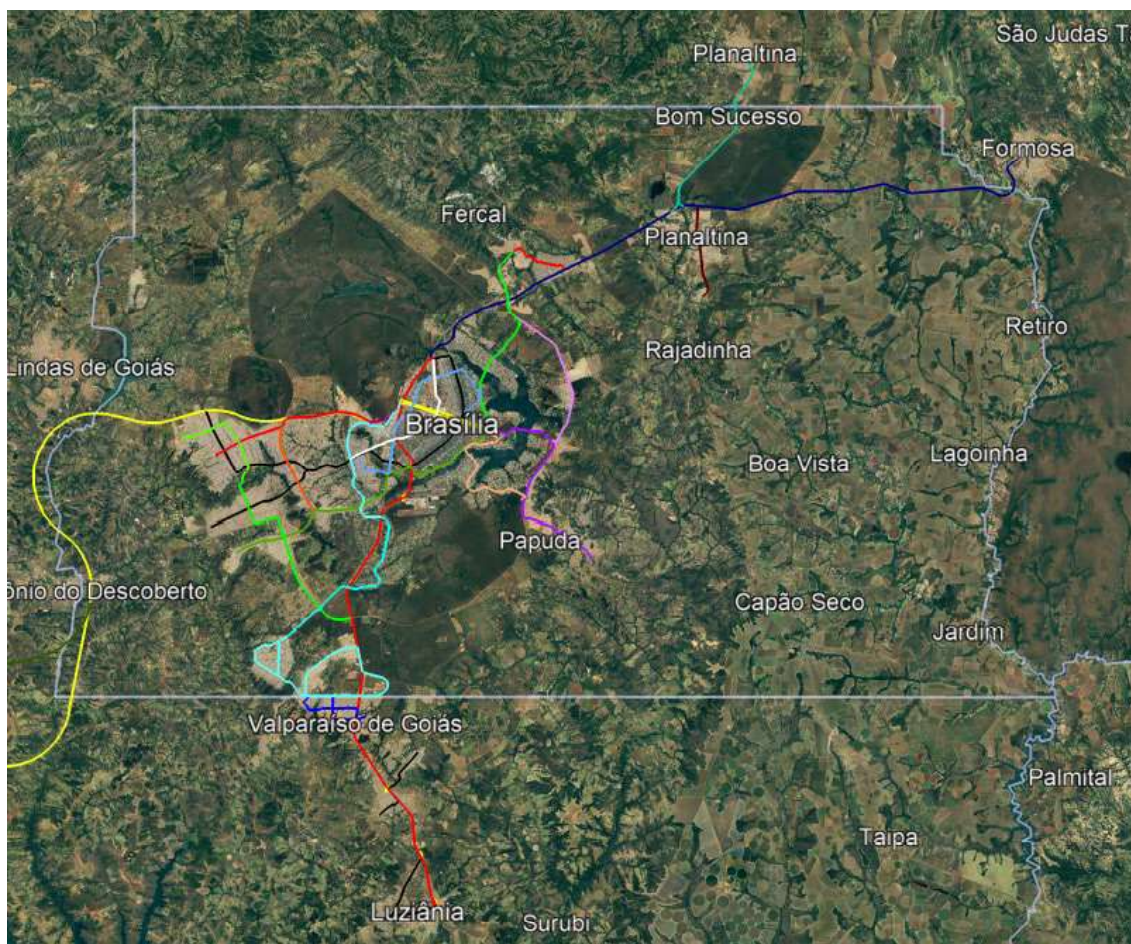 São Judas Ta
Planaltina
Bom Sucesso
Formosa
Fercal
Planaltina
Retiro
Rajadinha
Lindas de Goiás
Brasília
Lagoinha
Boa Vista
Papuda
ônio do Descoberto
Capão Seco
Jardim
Valparaíso de Goiás
Palmital
Taipa
Luziânia
Surubi